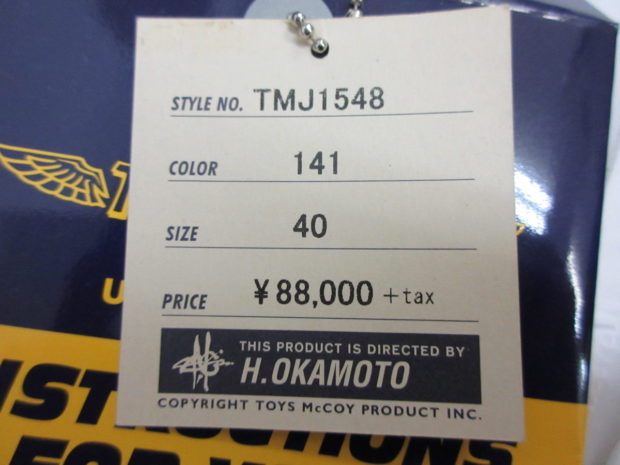 STYLE NO. TMJ1548
COLOR 141
SIZE 40
PRICE ¥88,000 +tax
THIS PRODUCT IS DIRECTED BY
H.OKAMOTO
COPYRIGHT TOYS McCOY PRODUCT INC.